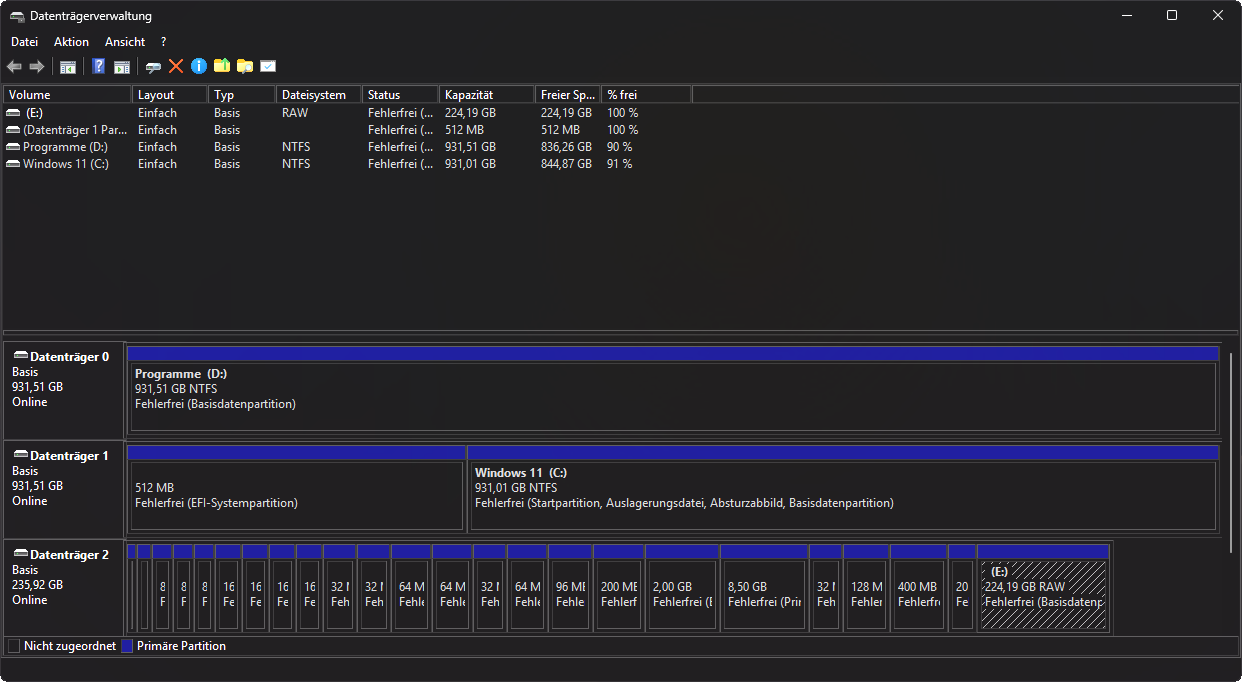 Datenträgerverwaltung
Datei Aktion Ansicht ?
Volume Layout Typ Dateisystem Status Kapazität Freier Sp... % frei
(E:) Einfach Basis RAW Fehlerfrei (... 224,19 GB 224,19 GB 100 %
(Datenträger 1 Par... Einfach Basis Fehlerfrei (... 512 MB 512 MB 100 %
Programme (D:) Einfach Basis NTFS Fehlerfrei (... 931,51 GB 836,26 GB 90 %
Windows 11 (C:) Einfach Basis NTFS Fehlerfrei (... 931,01 GB 844,87 GB 91 %
Datenträger 0
Basis
931,51 GB
Online
Programme (D:)
931,51 GB NTFS
Fehlerfrei (Basisdatenpartition)
Datenträger 1
Basis
931,51 GB
Online
512 MB
Fehlerfrei (EFI-Systempartition)
Windows 11 (C:)
931,01 GB NTFS
Fehlerfrei (Startpartition, Auslagerungsdatei, Absturzabbild, Basisdatenpartition)
Datenträger 2
Basis
235,92 GB
Online
8
F
8
F
8
F
16
Fe
16
Fe
16
Fe
16
Fe
32 
Fehl
32 
Fehl
64 M
Fehle
64 M
Fehle
32 
Fehl
64 M
Fehle
96 ME
Fehle
200 ME
Fehlerf
2,00 GB
Fehlerfrei (
8,50 GB
Fehlerfrei (Pri
32 
Feh
128 M
Fehler
400 MB
Fehlerfr
20
Fe
(E:)
224,19 GB RAW
Fehlerfrei (Basisdatenp
Nicht zugeordnet Primäre Partition